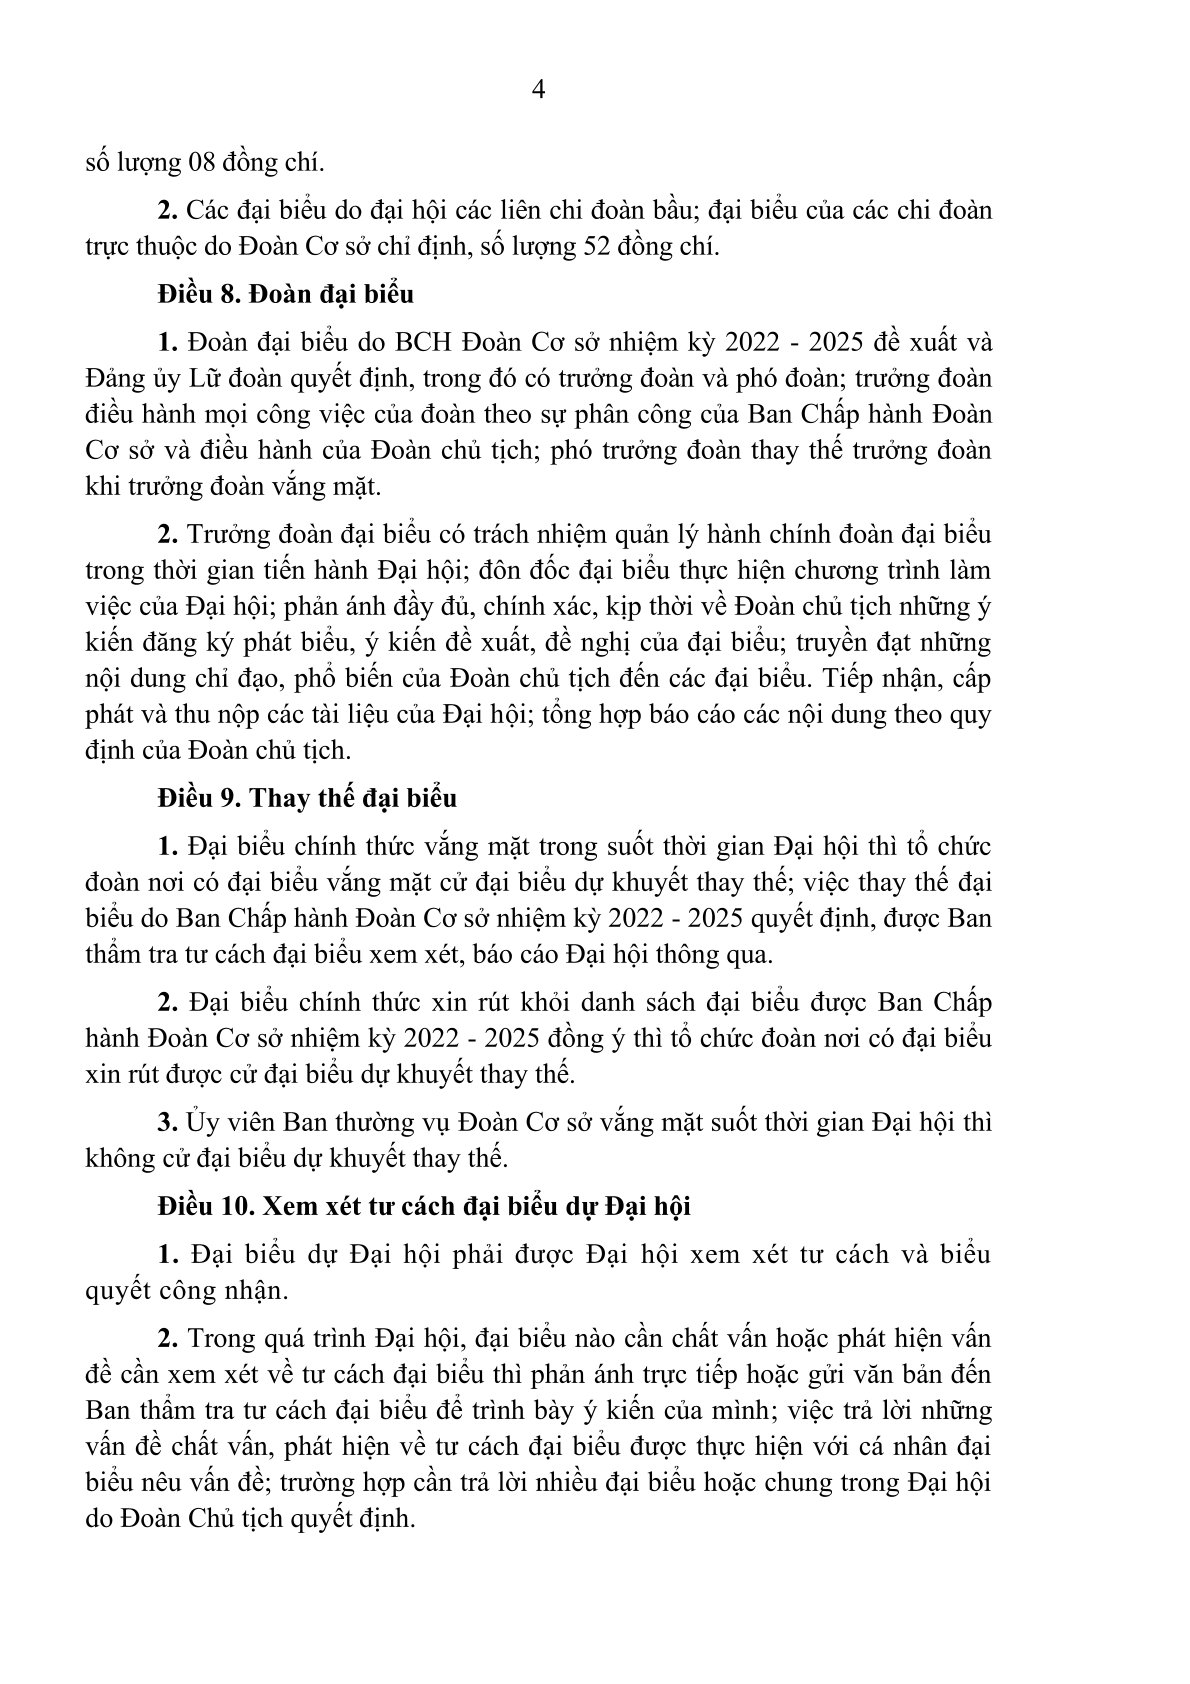 4
số lượng 08 đồng chí.
2. Các đại biểu do đại hội các liên chi đoàn bầu; đại biểu của các chi đoàn
trực thuộc do Đoàn Cơ sở chỉ định, số lượng 52 đồng chí.
Điều 8. Đoàn đại biểu
1. Đoàn đại biểu do BCH Đoàn Cơ sở nhiệm kỳ 2022 - 2025 đề xuất và
Đảng ủy Lữ đoàn quyết định, trong đó có trưởng đoàn và phó đoàn; trưởng đoàn
điều hành mọi công việc của đoàn theo sự phân công của Ban Chấp hành Đoàn
Cơ sở và điều hành của Đoàn chủ tịch; phó trưởng đoàn thay thế trưởng đoàn
khi trưởng đoàn vắng mặt.
2. Trưởng đoàn đại biểu có trách nhiệm quản lý hành chính đoàn đại biểu
trong thời gian tiến hành Đại hội; đôn đốc đại biểu thực hiện chương trình làm
việc của Đại hội; phản ánh đầy đủ, chính xác, kịp thời về Đoàn chủ tịch những ý
kiến đăng ký phát biểu, ý kiến đề xuất, đề nghị của đại biểu; truyền đạt những
nội dung chỉ đạo, phổ biến của Đoàn chủ tịch đến các đại biểu. Tiếp nhận, cấp
phát và thu nộp các tài liệu của Đại hội; tổng hợp báo cáo các nội dung theo quy
định của Đoàn chủ tịch.
Điều 9. Thay thế đại biểu
1. Đại biểu chính thức vắng mặt trong suốt thời gian Đại hội thì tổ chức
đoàn nơi có đại biểu vắng mặt cử đại biểu dự khuyết thay thế; việc thay thế đại
biểu do Ban Chấp hành Đoàn Cơ sở nhiệm kỳ 2022 - 2025 quyết định, được Ban
thẩm tra tư cách đại biểu xem xét, báo cáo Đại hội thông qua.
2. Đại biểu chính thức xin rút khỏi danh sách đại biểu được Ban Chấp
hành Đoàn Cơ sở nhiệm kỳ 2022 - 2025 đồng ý thì tổ chức đoàn nơi có đại biểu
xin rút được cử đại biểu dự khuyết thay thế.
3. Ủy viên Ban thường vụ Đoàn Cơ sở vắng mặt suốt thời gian Đại hội thì
không cử đại biểu dự khuyết thay thế.
Điều 10. Xem xét tư cách đại biểu dự Đại hội
1. Đại biểu dự Đại hội phải được Đại hội xem xét tư cách và biểu
quyết công nhận.
2. Trong quá trình Đại hội, đại biểu nào cần chất vấn hoặc phát hiện vấn
đề cần xem xét về tư cách đại biểu thì phản ánh trực tiếp hoặc gửi văn bản đến
Ban thẩm tra tư cách đại biểu để trình bày ý kiến của mình; việc trả lời những
vấn đề chất vấn, phát hiện về tư cách đại biểu được thực hiện với cá nhân đại
biểu nêu vấn đề; trường hợp cần trả lời nhiều đại biểu hoặc chung trong Đại hội
do Đoàn Chủ tịch quyết định.